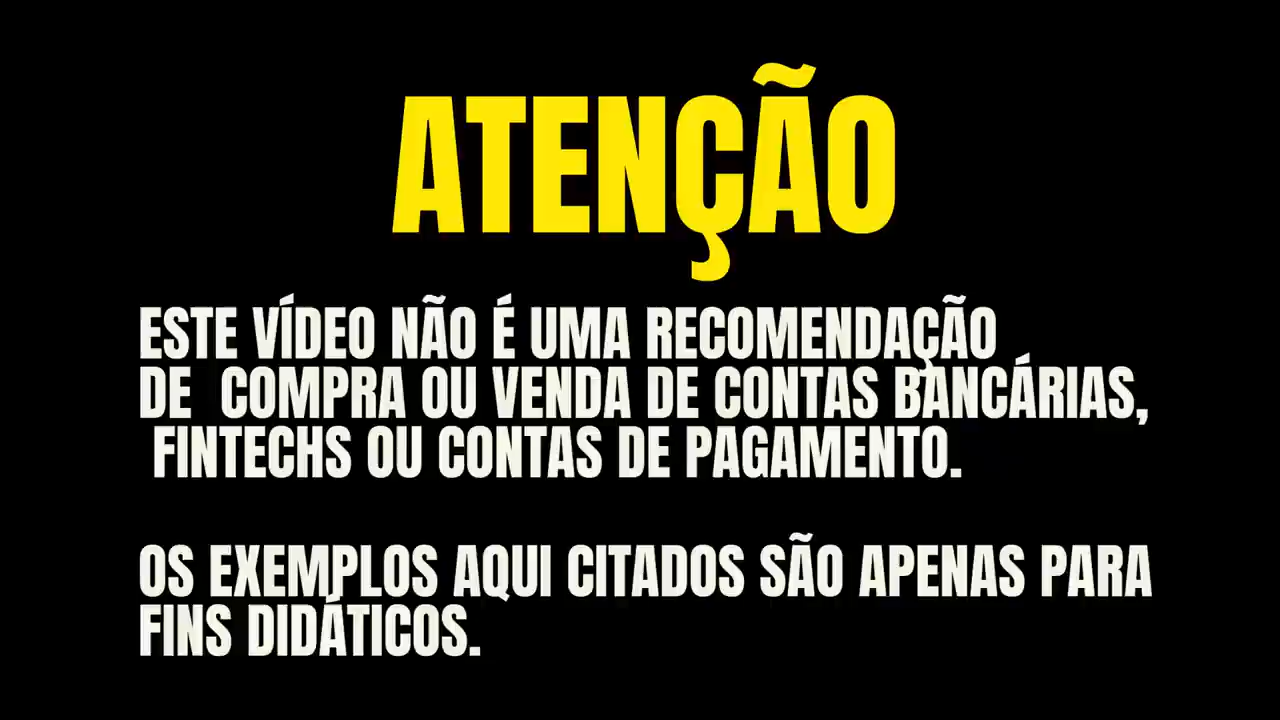 ATENÇÃO
ESTE VÍDEO NÃO É UMA RECOMENDAÇÃO
DE COMPRA OU VENDA DE CONTAS BANCÁRIAS,
FINTECHS OU CONTAS DE PAGAMENTO.
OS EXEMPLOS AQUI CITADOS SÃO APENAS PARA
FINS DIDÁTICOS.